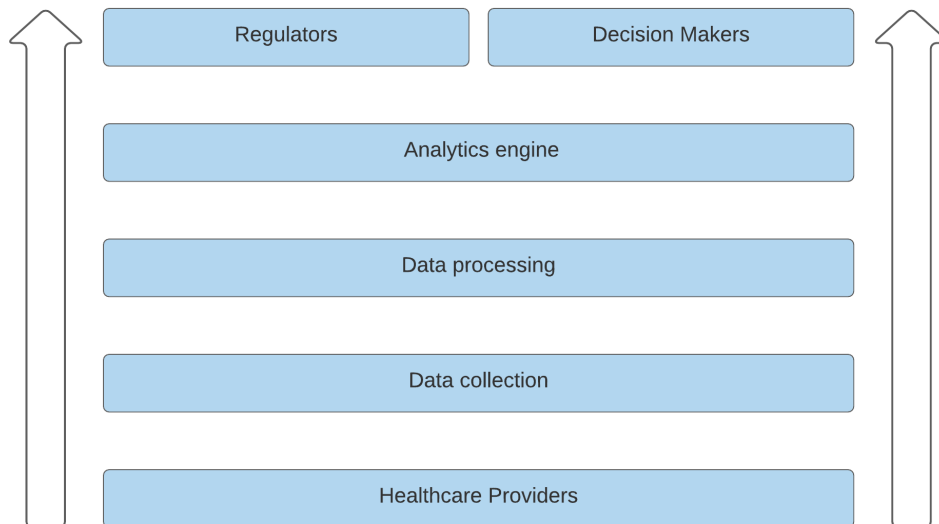 Regulators
Decision Makers
Analytics engine
Data processing
Data collection
Healthcare Providers